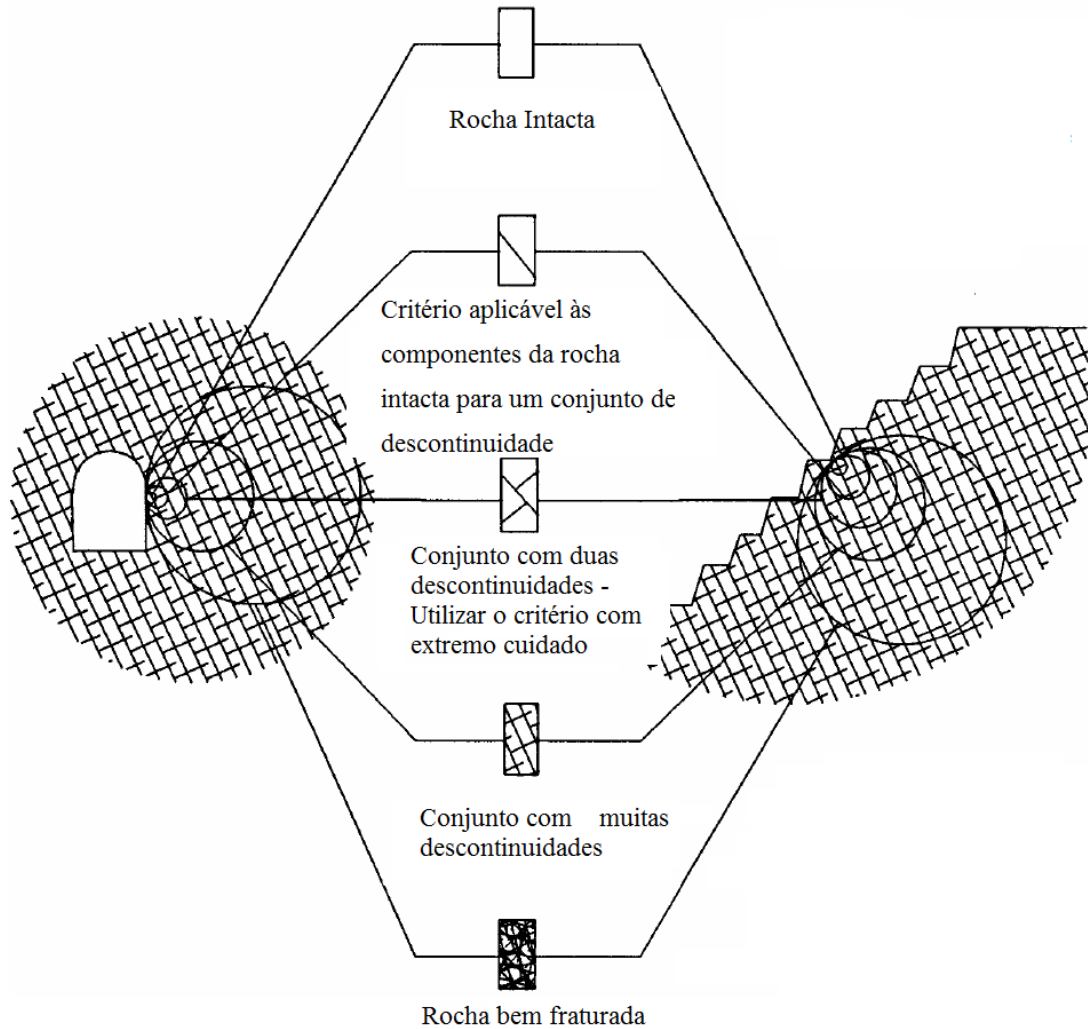 Rocha Intacta
Critério aplicável às
componentes da rocha
intacta para um conjunto de
descontinuidade
Conjunto com duas
descontinuidades -
Utilizar o critério com
extremo cuidado
Conjunto com muitas
descontinuidades
Rocha bem fraturada